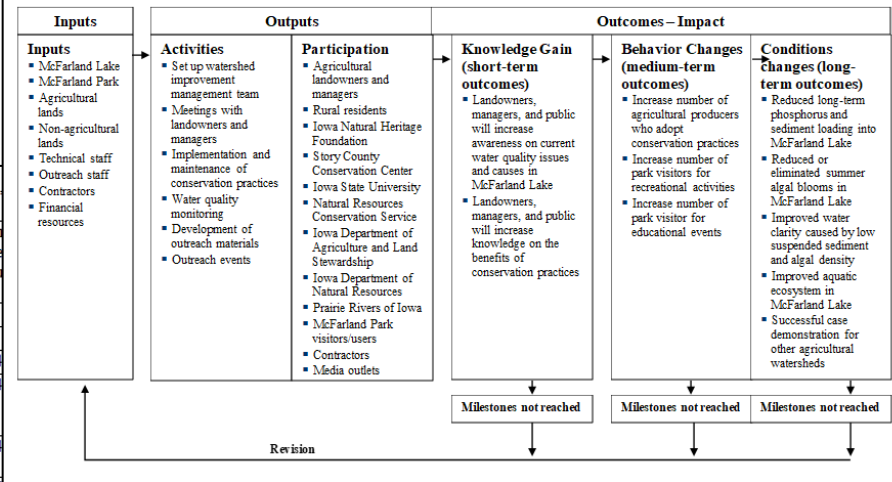 Inputs
Outputs
Outcomes – Impact
Inputs
▪ McFarland Lake
▪ McFarland Park
▪ Agricultural
lands
▪ Non-agricultural
lands
▪ Technical staff
▪ Outreach staff
▪ Contractors
▪ Financial
resources
Activities
▪ Set up watershed
improvement
management team
▪ Meetings with
landowners and
managers
▪ Implementation and
maintenance of
conservation practices
▪ Water quality
monitoring
▪ Development of
outreach materials
▪ Outreach events
Participation
▪ Agricultural
landowners and
managers
▪ Rural residents
▪ Iowa Natural Heritage
Foundation
▪ Story County
Conservation Center
▪ Iowa State University
▪ Natural Resources
Conservation Service
▪ Iowa Department of
Agriculture and Land
Stewardship
▪ Iowa Department of
Natural Resources
▪ Prairie Rivers of Iowa
▪ McFarland Park
visitors/users
▪ Contractors
▪ Media outlets
Knowledge Gain
(short-term
outcomes)
▪ Landowners,
managers, and public
will increase
awareness on current
water quality issues
and causes in
McFarland Lake
▪ Landowners,
managers, and public
will increase
knowledge on the
benefits of
conservation practices
Behavior Changes
(medium-term
outcomes)
▪ Increase number of
agricultural producers
who adopt
conservation practices
▪ Increase number of
park visitors for
recreational activities
▪ Increase number of
park visitor for
educational events
Conditions
changes (long-
term outcomes)
▪ Reduced long-term
phosphorus and
sediment loading into
McFarland Lake
▪ Reduced or
eliminated summer
algal blooms in
McFarland Lake
▪ Improved water
clarity caused by low
suspended sediment
and algal density
▪ Improved aquatic
ecosystem in
McFarland Lake
▪ Successful case
demonstration for
other agricultural
watersheds
Milestones not reached
Milestones not reached
Milestones not reached
Revision